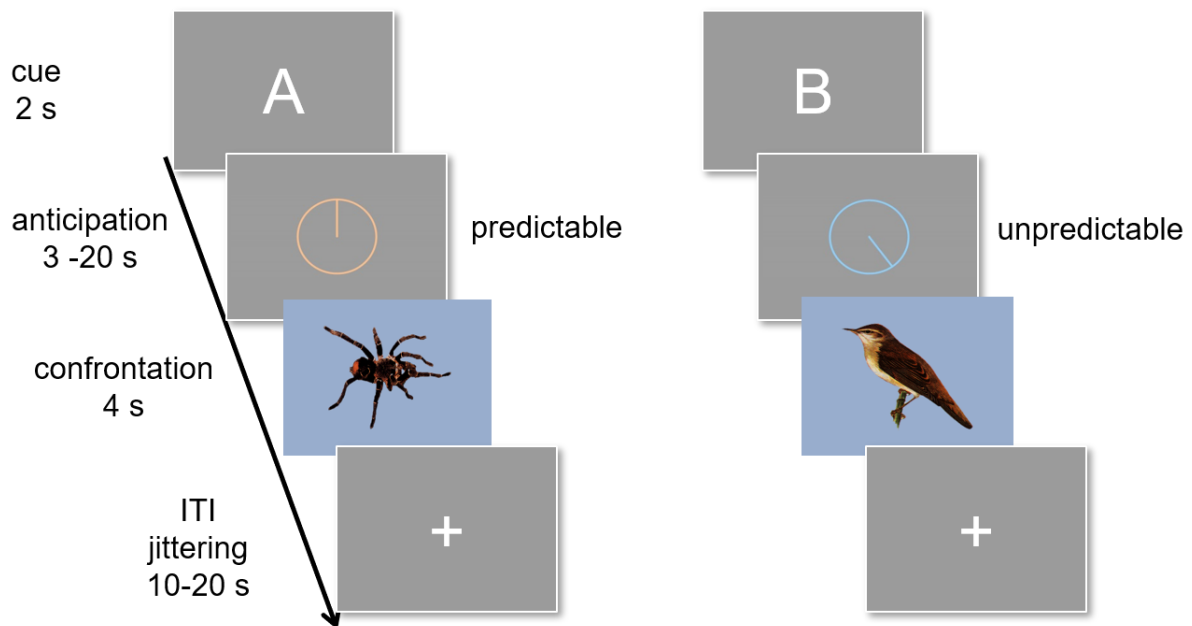 cue
2 s
A
B
anticipation
3 -20 s
predictable
unpredictable
confrontation
4 s
ITI
jittering
10-20 s
+
+